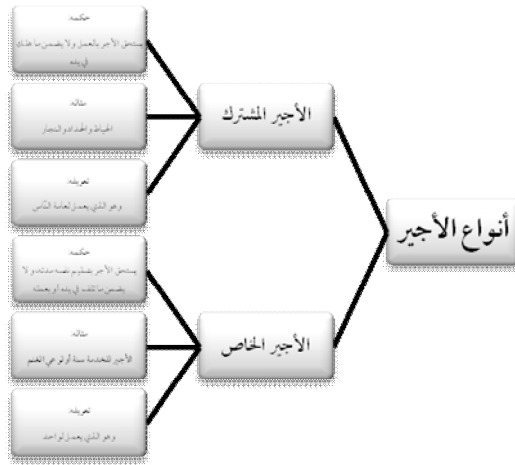 أنواع الأجير
الأجير المشترك
حكمه:
يستحق الأجر بالعمل ولا يضمن ما هلك
في يده
مثاله:
الخياط والحداد والنجار
تعريفه:
وهو الذي يعمل لعامة النّاس
الأجير الخاص
حكمه:
يستحق الأجر بتسليم نفسه مدته، ولا
يضمن ما تلف في يده أو بعمله
مثاله:
الأجير للخدمة سنة أو لرعي الغنم
تعريفه:
وهو الذي يعمل لواحد